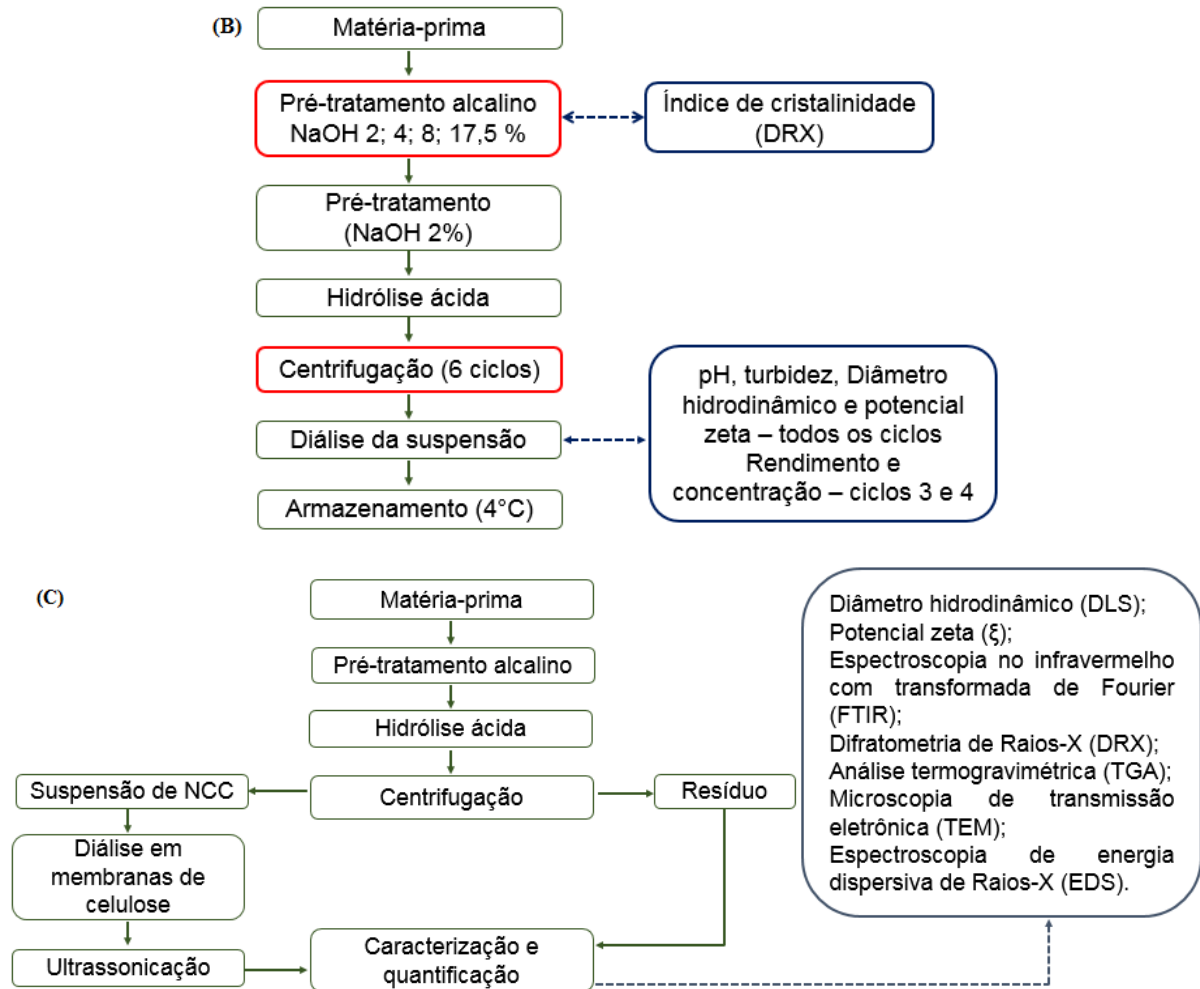 (B)
Matéria-prima
Pré-tratamento alcalino
NaOH 2; 4; 8; 17,5 %
Índice de cristalinidade
(DRX)
Pré-tratamento
(NaOH 2%)
Hidrólise ácida
Centrifugação (6 ciclos)
Diálise da suspensão
Armazenamento (4°C)
pH, turbidez, Diâmetro
hidrodinâmico e potencial
zeta – todos os ciclos
Rendimento e
concentração – ciclos 3 e 4
(C)
Matéria-prima
Pré-tratamento alcalino
Hidrólise ácida
Centrifugação
Suspensão de NCC
Resíduo
Diálise em
membranas de
celulose
Ultrassonicação
Caracterização e
quantificação
Diâmetro hidrodinâmico (DLS);
Potencial zeta (ξ);
Espectroscopia no infravermelho
com transformada de Fourier
(FTIR);
Difratometria de Raios-X (DRX);
Análise termogravimétrica (TGA);
Microscopia de transmissão
eletrônica (TEM);
Espectroscopia de energia
dispersiva de Raios-X (EDS).